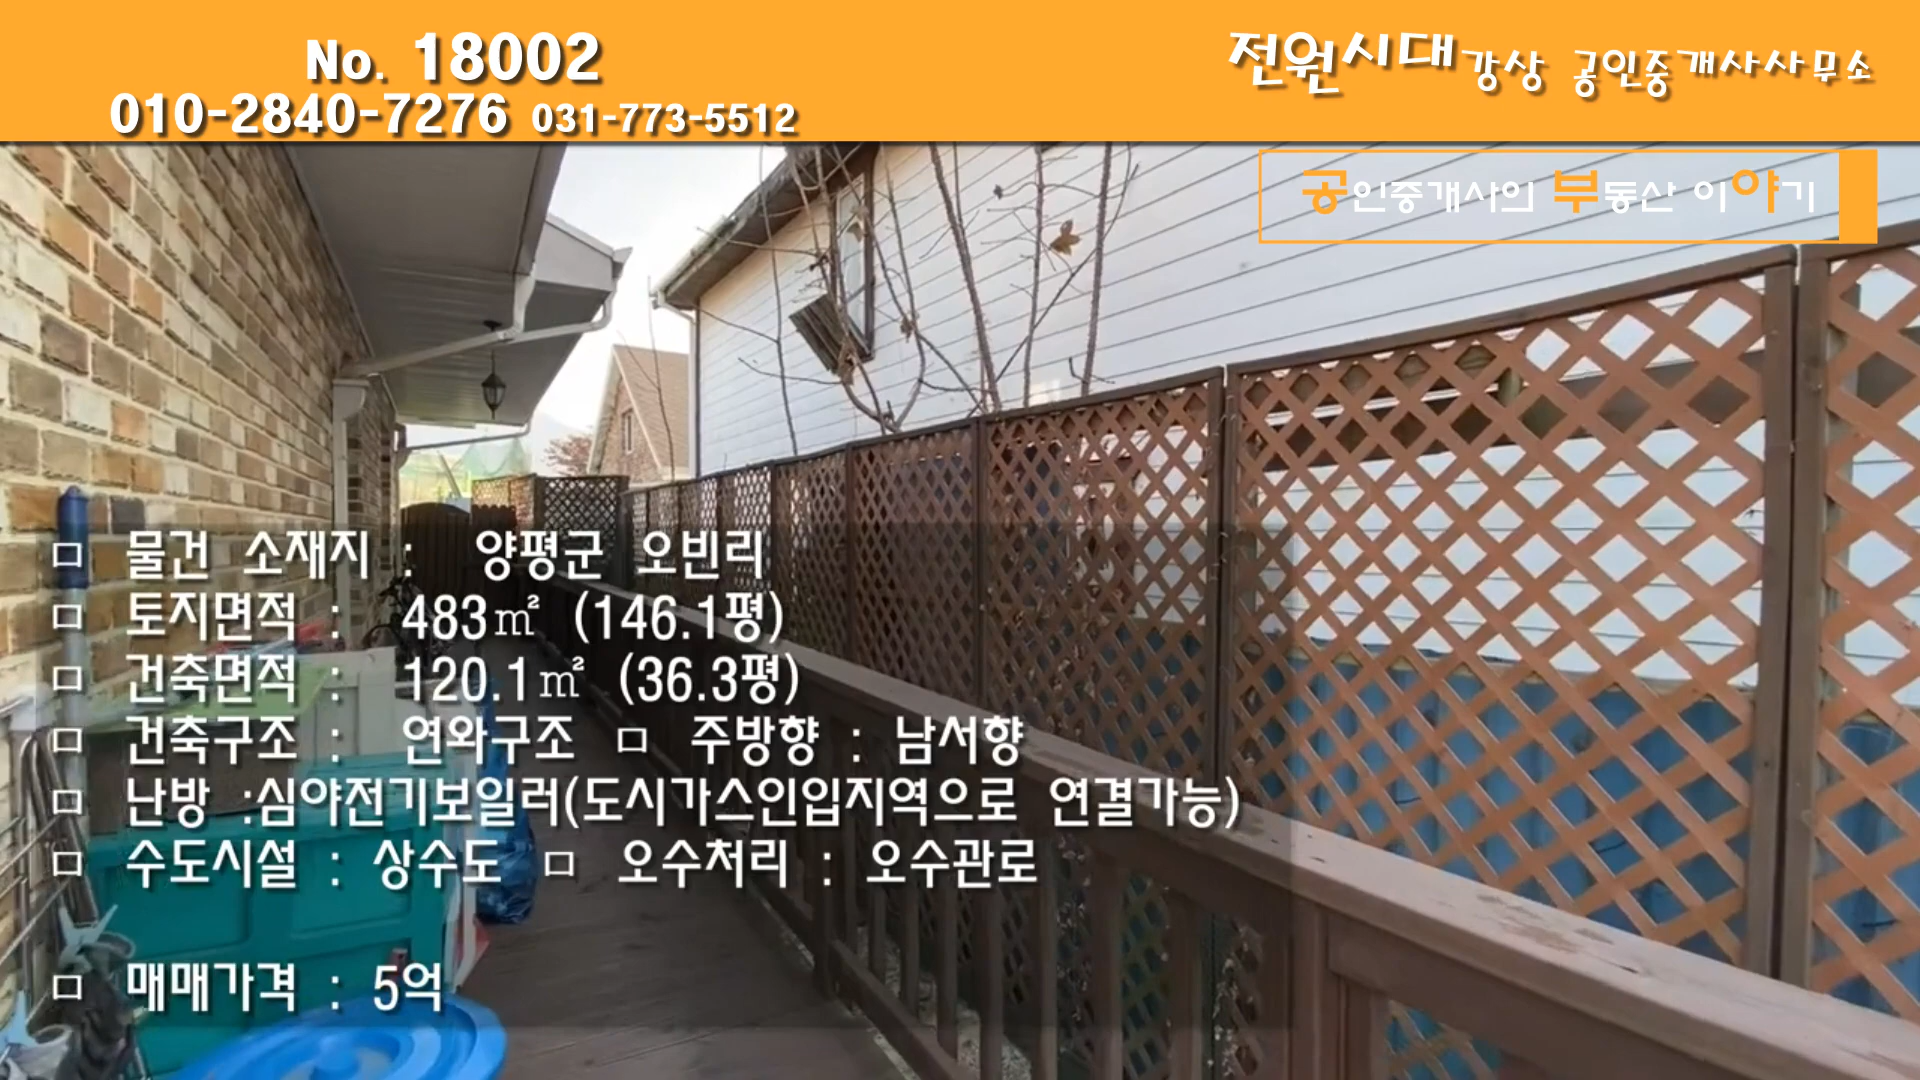 No. 18002
010-2840-7276 031-773-5512
전원시대 강상 공인중개사사무소
공인중개사의 부동산 이야기
□ 물건 소재지 : 양평군 오빈리
□ 토지면적 : 483㎡ (146.1평)
□ 건축면적 : 120.1㎡ (36.3평)
□ 건축구조 : 연와구조 □ 주방향 : 남서향
□ 난방 :심야전기보일러(도시가스인입지역으로 연결가능)
□ 수도시설 : 상수도 □ 오수처리 : 오수관로
□ 매매가격 : 5억